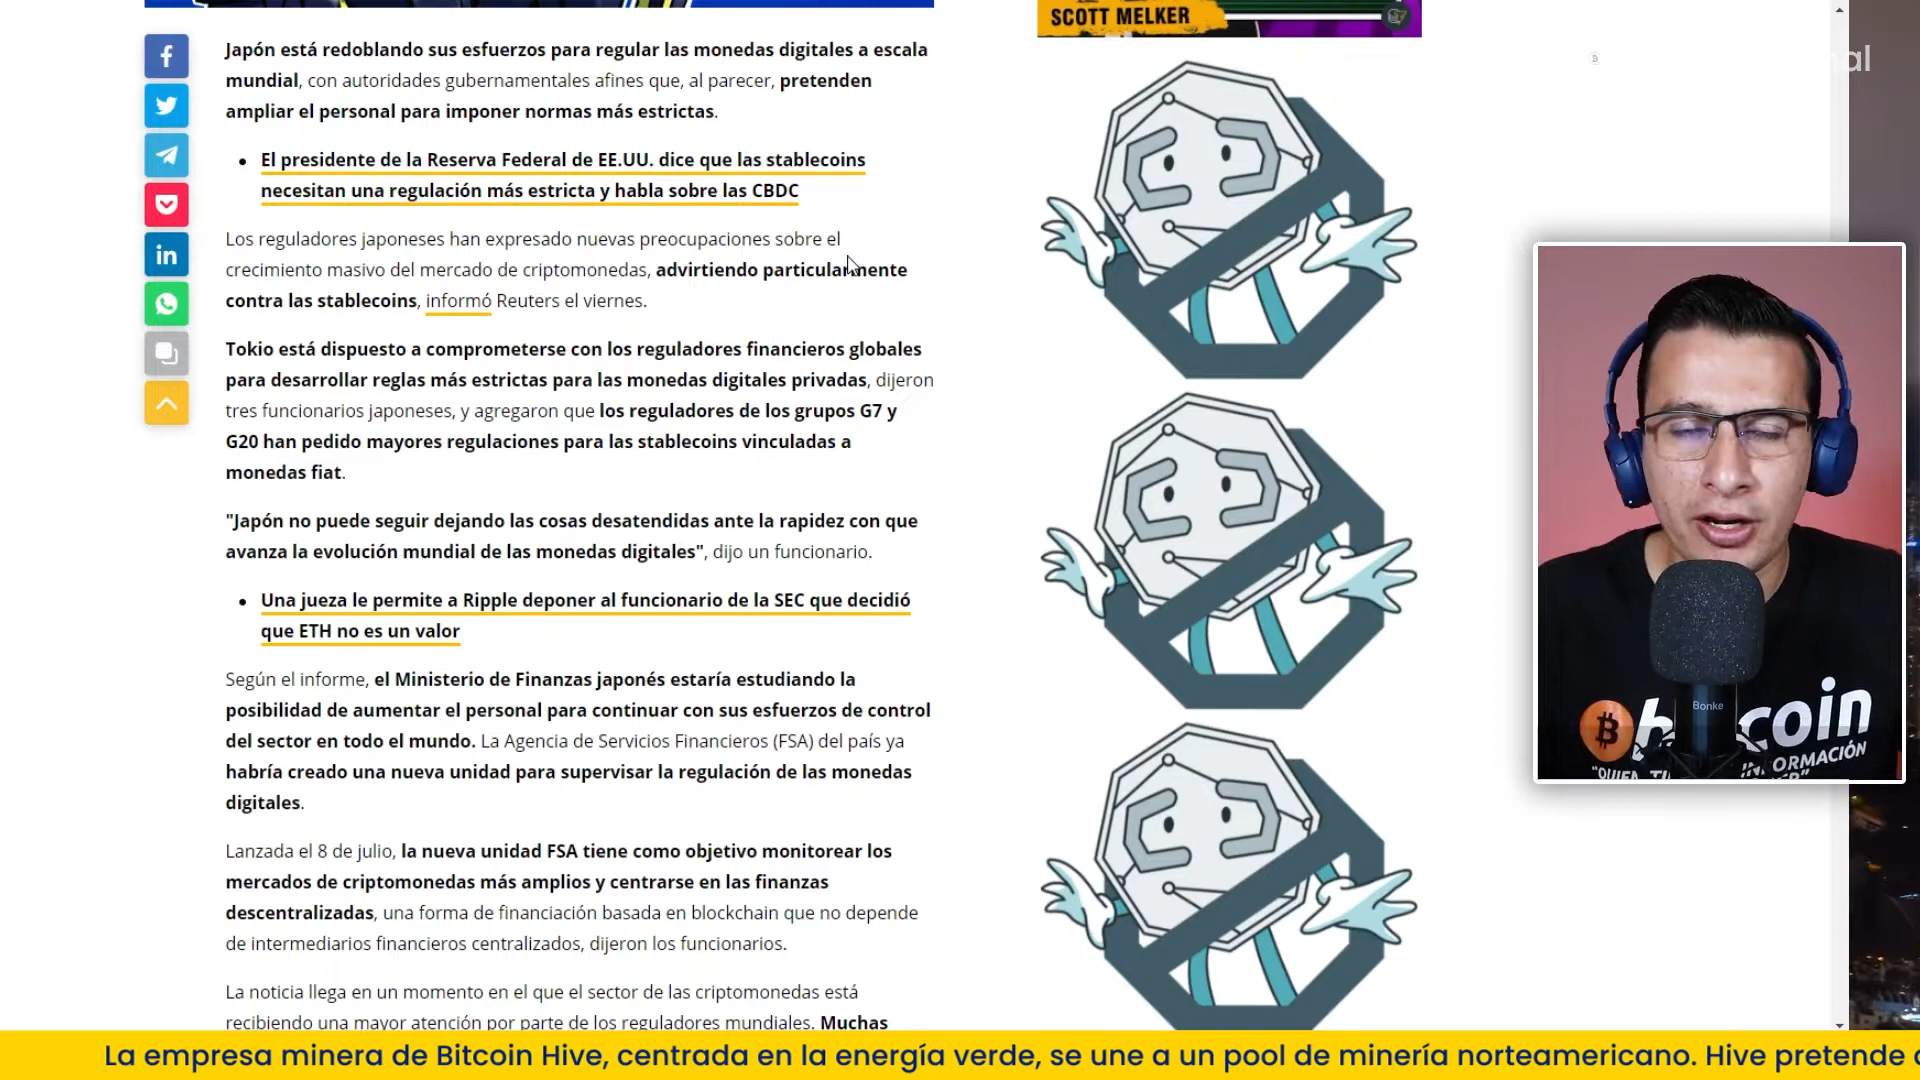 SCOTT MELKER
Japón está redoblando sus esfuerzos para regular las monedas digitales a escala
mundial, con autoridades gubernamentales afines que, al parecer, pretenden
ampliar el personal para imponer normas más estrictas.
El presidente de la Reserva Federal de EE.UU. dice que las stablecoins
necesitan una regulación más estricta y habla sobre las CBDC
Los reguladores japoneses han expresado nuevas preocupaciones sobre el
crecimiento masivo del mercado de criptomonedas, advirtiendo particularmente
contra las stablecoins, informó Reuters el viernes.
Tokio está dispuesto a comprometerse con los reguladores financieros globales
para desarrollar reglas más estrictas para las monedas digitales privadas, dijeron
tres funcionarios japoneses, y agregaron que los reguladores de los grupos G7 y
G20 han pedido mayores regulaciones para las stablecoins vinculadas a
monedas fiat.
"Japón no puede seguir dejando las cosas desatendidas ante la rapidez con que
avanza la evolución mundial de las monedas digitales", dijo un funcionario.
Una jueza le permite a Ripple deponer al funcionario de la SEC que decidió
que ETH no es un valor
Según el informe, el Ministerio de Finanzas japonés estaría estudiando la
posibilidad de aumentar el personal para continuar con sus esfuerzos de control
del sector en todo el mundo. La Agencia de Servicios Financieros (FSA) del país ya
habría creado una nueva unidad para supervisar la regulación de las monedas
digitales.
Lanzada el 8 de julio, la nueva unidad FSA tiene como objetivo monitorear los
mercados de criptomonedas más amplios y centrarse en las finanzas
descentralizadas, una forma de financiación basada en blockchain que no depende
de intermediarios financieros centralizados, dijeron los funcionarios.
La noticia llega en un momento en el que el sector de las criptomonedas está
recibiendo una mayor atención por parte de los reguladores mundiales. Muchas
Bonke
coin
La empresa minera de Bitcoin Hive, centrada en la energía verde, se une a un pool de minería norteamericano. Hive pretende